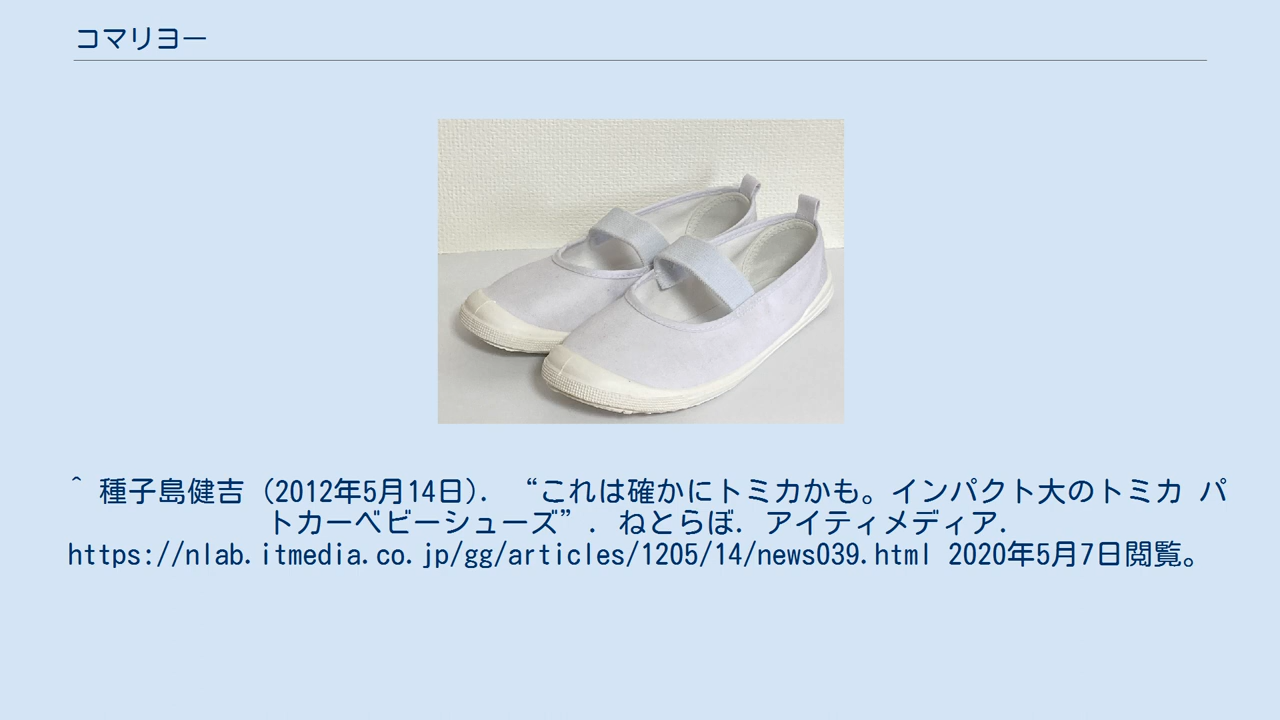 コマリヨー
^ 種子島健吉 (2012年5月14日). “これは確かにトミカかも。インパクト大のトミカ パ
トカーベビーシューズ”. ねとらぼ. アイティメディア.
https://nlab.itmedia.co.jp/gg/articles/1205/14/news039.html 2020年5月7日閲覧。